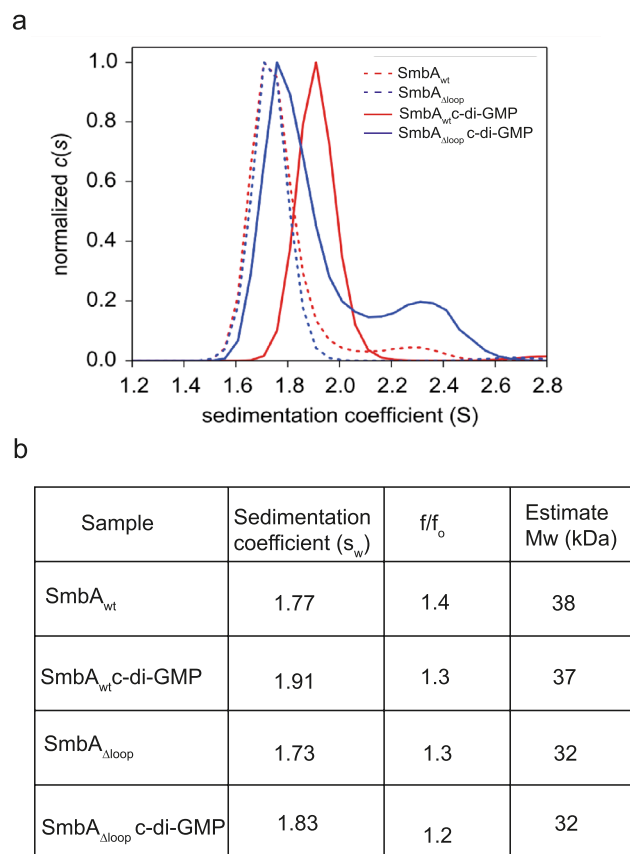 a
normalized c(s)
1.0
0.8
0.6
0.4
0.2
0.0
1.2 1.6 1.8 2.0 2.2 2.4 2.6 2.8
sedimentation coefficient (S)
SmbAwt
SmbAΔloop
SmbAwtc-di-GMP
SmbAΔloop c-di-GMP
b
Sample
Sedimentation
coefficient (sw)
f/fo
Estimate
Mw (kDa)
SmbAwt 1.77 1.4 38
SmbAwtc-di-GMP 1.91 1.3 37
SmbAΔloop 1.73 1.3 32
SmbAΔloop c-di-GMP 1.83 1.2 32